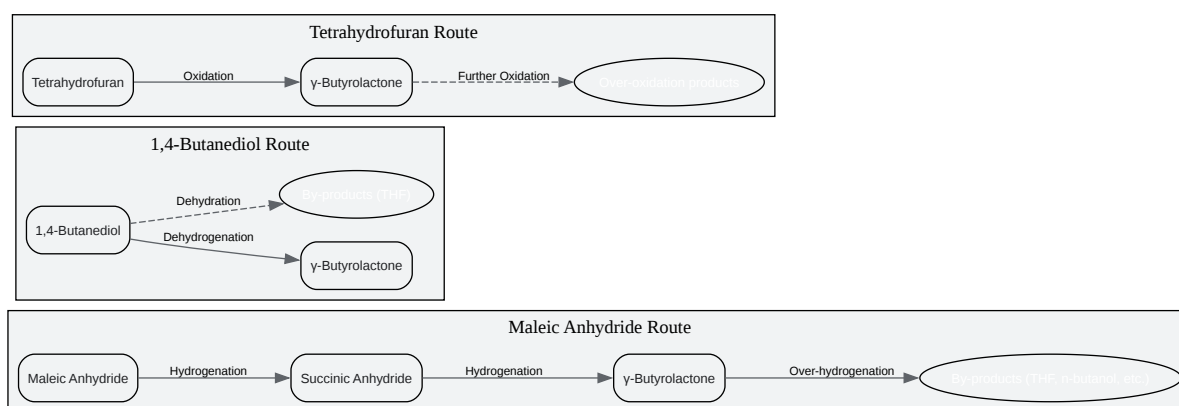 Tetrahydrofuran Route
Tetrahydrofuran
Oxidation
γ-Butyrolactone
Further Oxidation
Over-oxidation products
1,4-Butanediol Route
1,4-Butanediol
Dehydration
By-products (THF)
Dehydrogenation
γ-Butyrolactone
Maleic Anhydride Route
Maleic Anhydride
Hydrogenation
Succinic Anhydride
Hydrogenation
γ-Butyrolactone
Over-hydrogenation
By-products (THF, n-butanol, etc.)